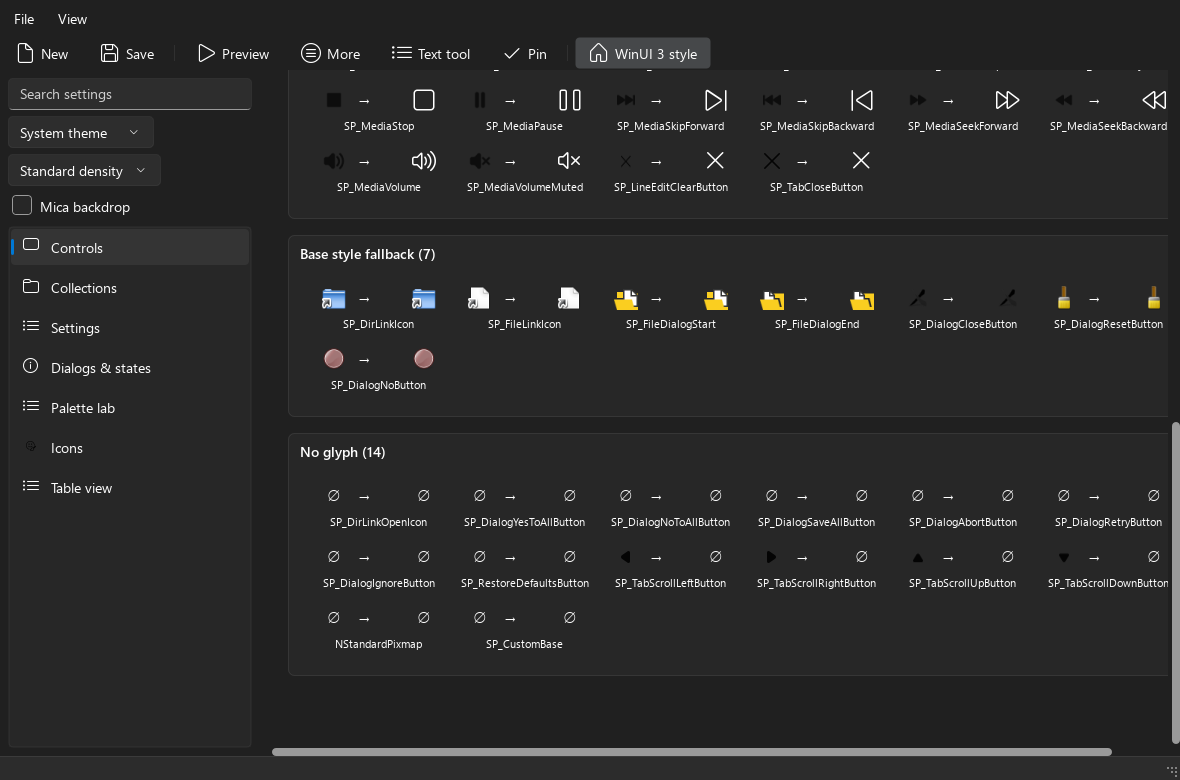 File View
New Save Preview More Text tool Pin WinUI 3 style
Search settings
System theme
Standard density
Mica backdrop
Controls
Collections
Settings
Dialogs & states
Palette lab
Icons
Table view
→ → → → → →
SP_MediaStop SP_MediaPause SP_MediaSkipForward SP_MediaSkipBackward SP_MediaSeekForward SP_MediaSeekBackward
→ → → →
SP_MediaVolume SP_MediaVolumeMuted SP_LineEditClearButton SP_TabCloseButton
Base style fallback (7)
→ → → → → →
SP_DirLinkIcon SP_FileLinkIcon SP_FileDialogStart SP_FileDialogEnd SP_DialogCloseButton SP_DialogResetButton
→
SP_DialogNoButton
No glyph (14)
∅ → ∅ ∅ → ∅ ∅ → ∅ ∅ → ∅ ∅ → ∅ ∅ → ∅
SP_DirLinkOpenIcon SP_DialogYesToAllButton SP_DialogNoToAllButton SP_DialogSaveAllButton SP_DialogAbortButton SP_DialogRetryButton
∅ → ∅ ∅ → ∅ → ∅ → ∅ → ∅ → ∅
SP_DialogIgnoreButton SP_RestoreDefaultsButton SP_TabScrollLeftButton SP_TabScrollRightButton SP_TabScrollUpButton SP_TabScrollDownButton
∅ → ∅ ∅ → ∅
NStandardPixmap SP_CustomBase